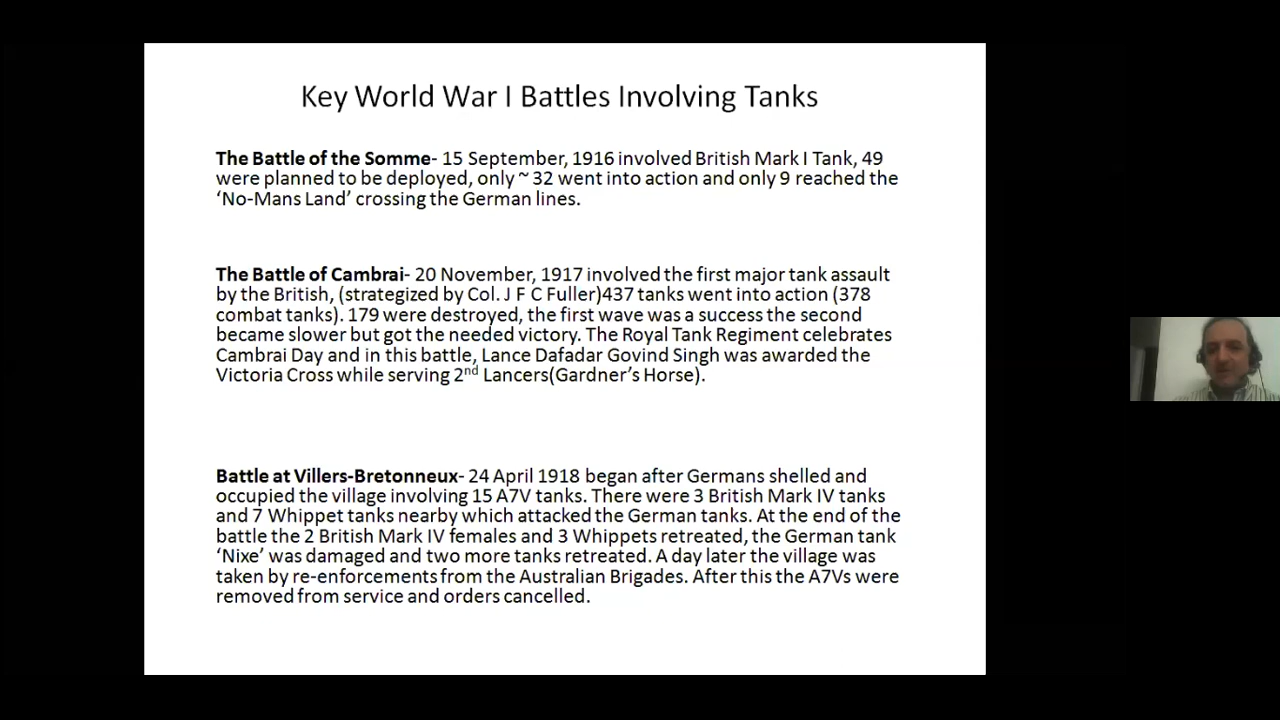 Key World War I Battles Involving Tanks
The Battle of the Somme- 15 September, 1916 involved British Mark I Tank, 49
were planned to be deployed, only ~ 32 went into action and only 9 reached the
‘No-Mans Land’ crossing the German lines.
The Battle of Cambrai- 20 November, 1917 involved the first major tank assault
by the British, (strategized by Col. J F C Fuller)437 tanks went into action (378
combat tanks). 179 were destroyed, the first wave was a success the second
became slower but got the needed victory. The Royal Tank Regiment celebrates
Cambrai Day and in this battle, Lance Dafadar Govind Singh was awarded the
Victoria Cross while serving 2nd Lancers(Gardner’s Horse).
Battle at Villers-Bretonneux- 24 April 1918 began after Germans shelled and
occupied the village involving 15 A7V tanks. There were 3 British Mark IV tanks
and 7 Whippet tanks nearby which attacked the German tanks. At the end of the
battle the 2 British Mark IV females and 3 Whippets retreated, the German tank
‘Nixe’ was damaged and two more tanks retreated. A day later the village was
taken by re-enforcements from the Australian Brigades. After this the A7Vs were
removed from service and orders cancelled.